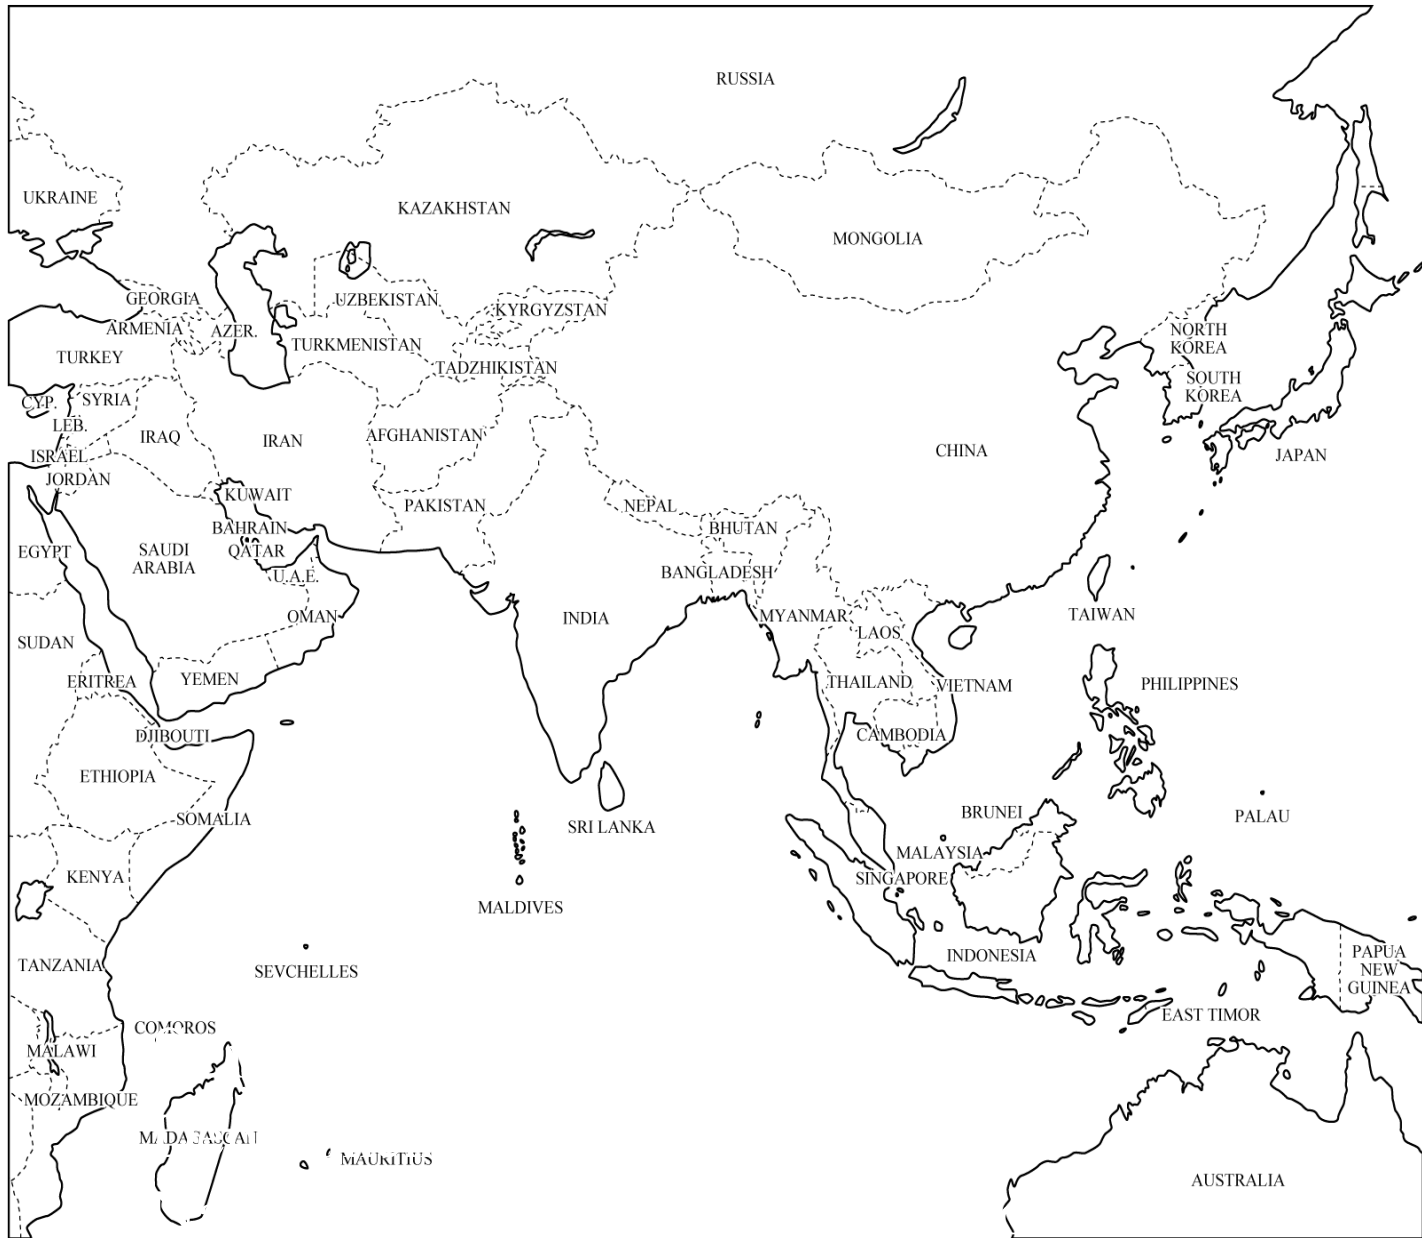 RUSSIA
UKRAINE
KAZAKHSTAN
MONGOLIA
GEORGIA
UZBEKISTAN
KYRGYZSTAN
ARMENIA
AZER.
TURKMENISTAN
NORTH
KOREA
TURKEY
TADZHIKISTAN
SOUTH
KOREA
CYP.
SYRIA
LEB.
IRAQ
IRAN
AFGHANISTAN
CHINA
JAPAN
ISRAEL
JORDAN
KUWAIT
PAKISTAN
NEPAL
BAHRAIN
BHUTAN
EGYPT
SAUDI
ARABIA
QATAR
U.A.E.
BANGLADESH
OMAN
INDIA
MYANMAR
TAIWAN
LAOS
SUDAN
ERITREA
YEMEN
THAILAND
VIETNAM
PHILIPPINES
DJIBOUTI
CAMBODIA
ETHIOPIA
SOMALIA
SRI LANKA
BRUNEI
PALAU
MALAYSIA
KENYA
SINGAPORE
MALDIVES
TANZANIA
SEVCHELLES
INDONESIA
PAPUA
NEW
GUINEA
EAST TIMOR
COMOROS
MALAWI
MOZAMBIQUE
MADAGASCAN
MAURITIUS
AUSTRALIA